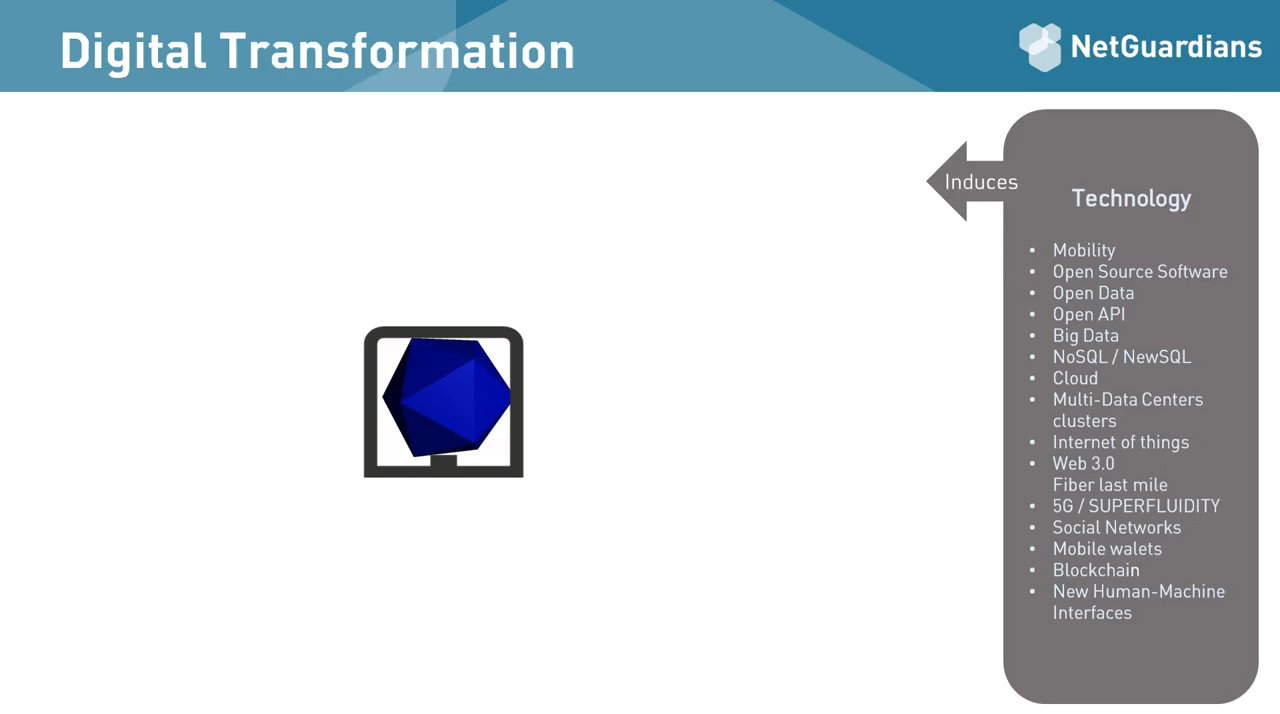 Digital Transformation
NetGuardians
Induces
Technology
• Mobility
• Open Source Software
• Open Data
• Open API
• Big Data
• NoSQL / NewSQL
• Cloud
• Multi-Data Centers
clusters
• Internet of things
• Web 3.0
Fiber last mile
• 5G / SUPERFLUIDITY
• Social Networks
• Mobile walets
• Blockchain
• New Human-Machine
Interfaces